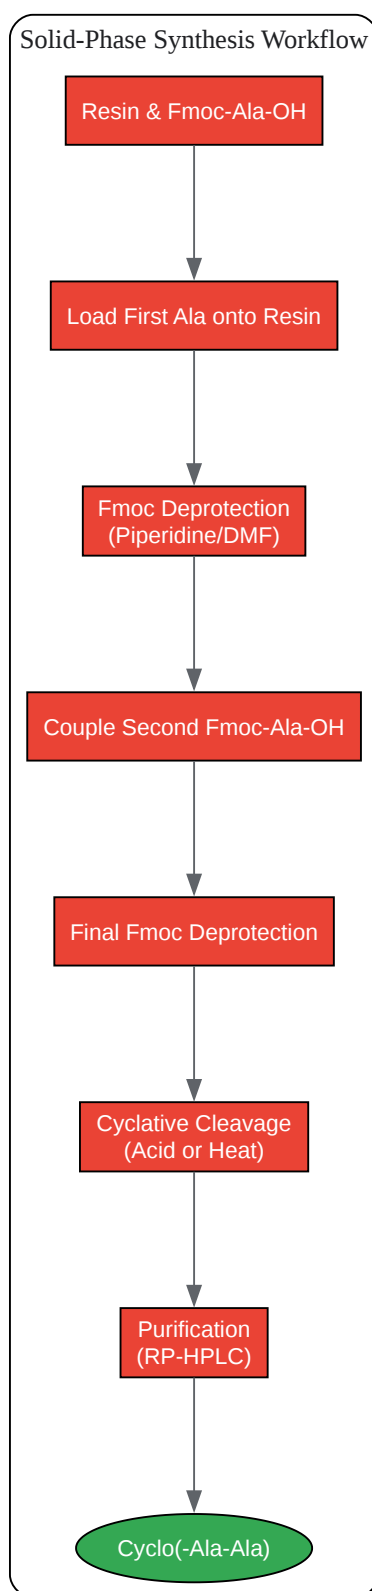 Solid-Phase Synthesis Workflow
Resin & Fmoc-Ala-OH
Load First Ala onto Resin
Fmoc Deprotection
(Piperidine/DMF)
Couple Second Fmoc-Ala-OH
Final Fmoc Deprotection
Cyclative Cleavage
(Acid or Heat)
Purification
(RP-HPLC)
Cyclo(-Ala-Ala)